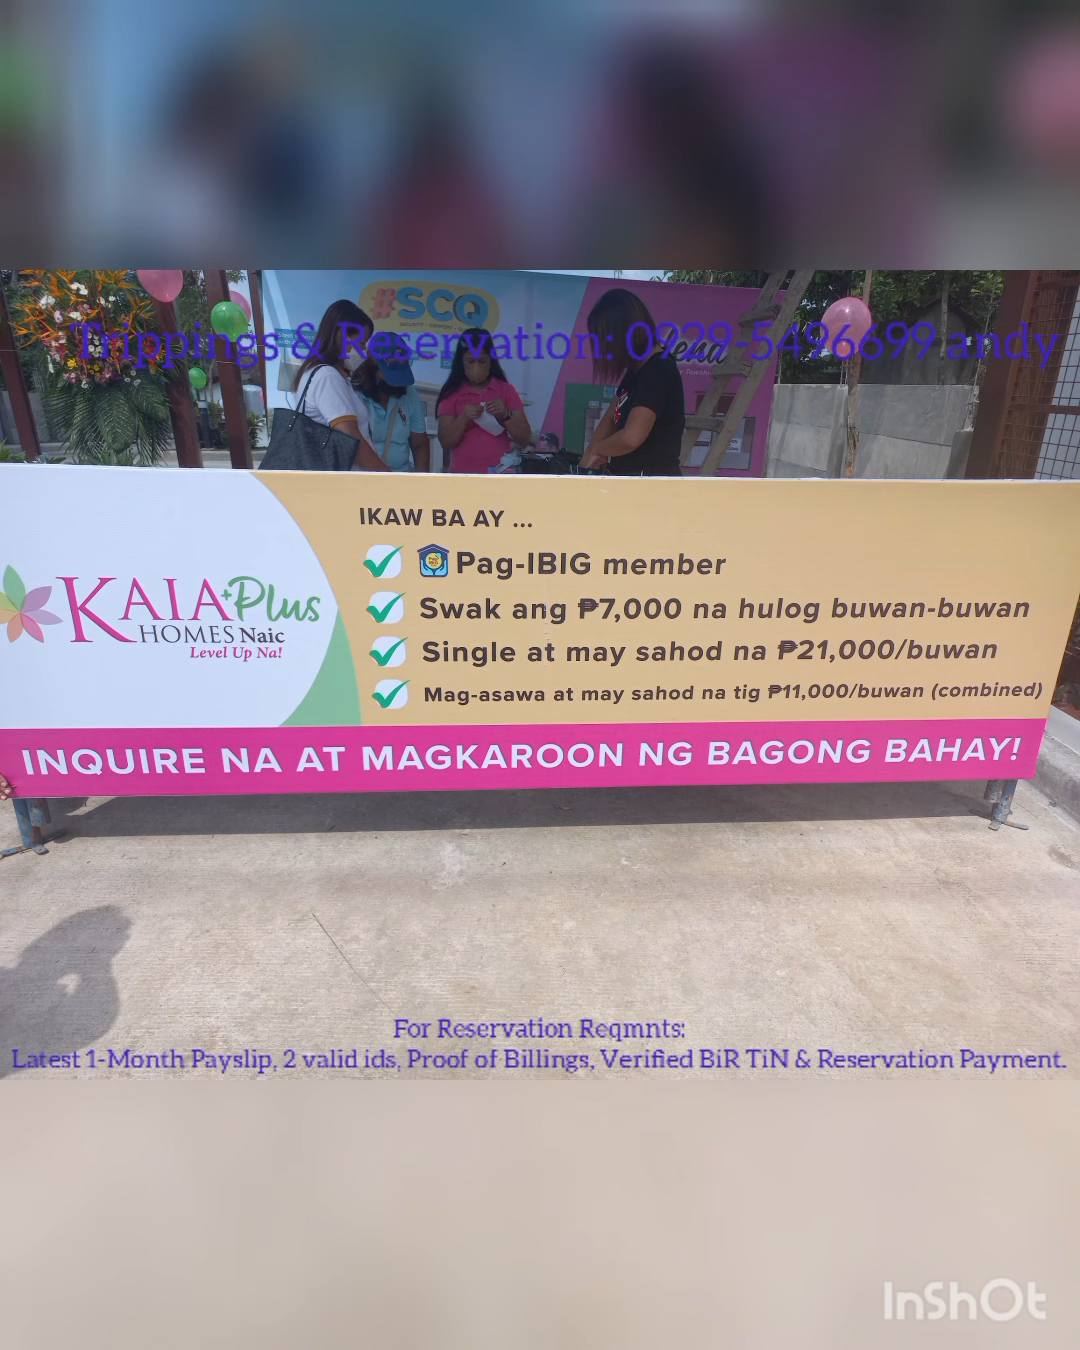 #SCQ
Trippings & Reservation: 0929-5496699 andy
IKAW BA AY ...
Pag-IBIG member
Swak ang ₱7,000 na hulog buwan-buwan
Single at may sahod na ₱21,000/buwan
Mag-asawa at may sahod na tig ₱11,000/buwan (combined)
KAIA+Plus
HOMES Naic
Level Up Na!
INQUIRE NA AT MAGKAROON NG BAGONG BAHAY!
For Reservation Reqmnts:
Latest 1-Month Payslip, 2 valid ids, Proof of Billings, Verified BiR TiN & Reservation Payment.
InShOt